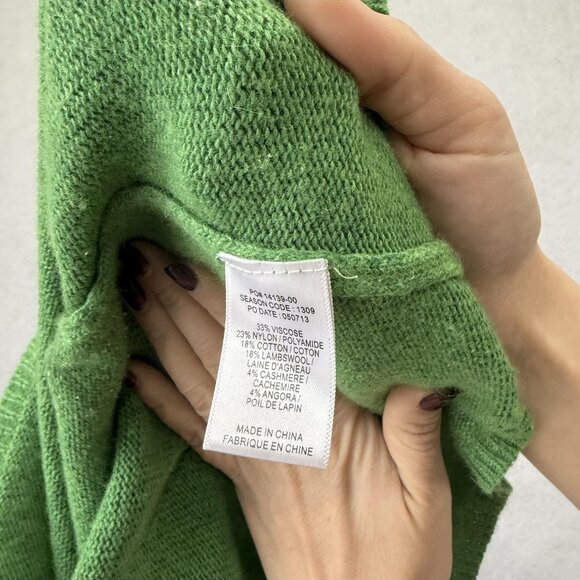 PO# 14139-00
SEASON CODE : 1309
PO DATE : 050713
33% VISCOSE
23% NYLON / POLYAMIDE
18% COTTON / COTON
18% LAMBSWOOL /
LAINE D'AGNEAU
4% CASHMERE /
CACHEMIRE
4% ANGORA /
POIL DE LAPIN
MADE IN CHINA
FABRIQUE EN CHINE